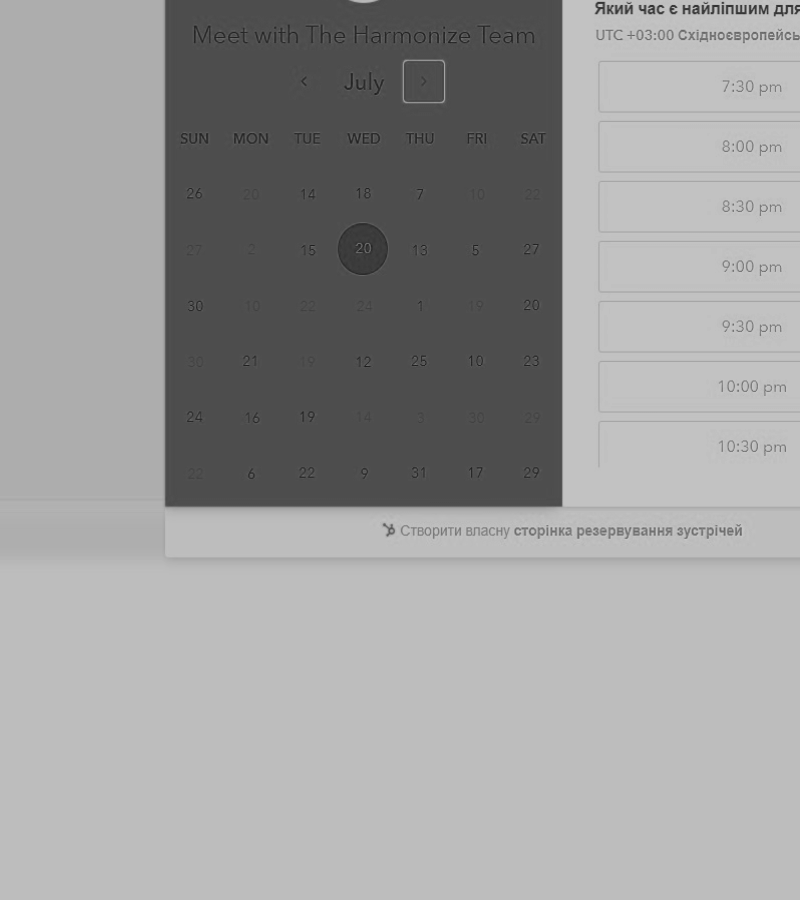 Meet with The Harmonize Team
July
SUN MON TUE WED THU FRI SAT
26 20 14 18 7 10 22
27 2 15 20 13 5 27
30 10 22 24 1 19 20
30 21 19 12 25 10 23
24 16 19 14 3 30 29
22 6 22 9 31 17 29
Який час є найліпшим для
UTC +03:00
7:30 pm
8:00 pm
8:30 pm
9:00 pm
9:30 pm
10:00 pm
10:30 pm
Створити власну сторінка резервування зустрічей